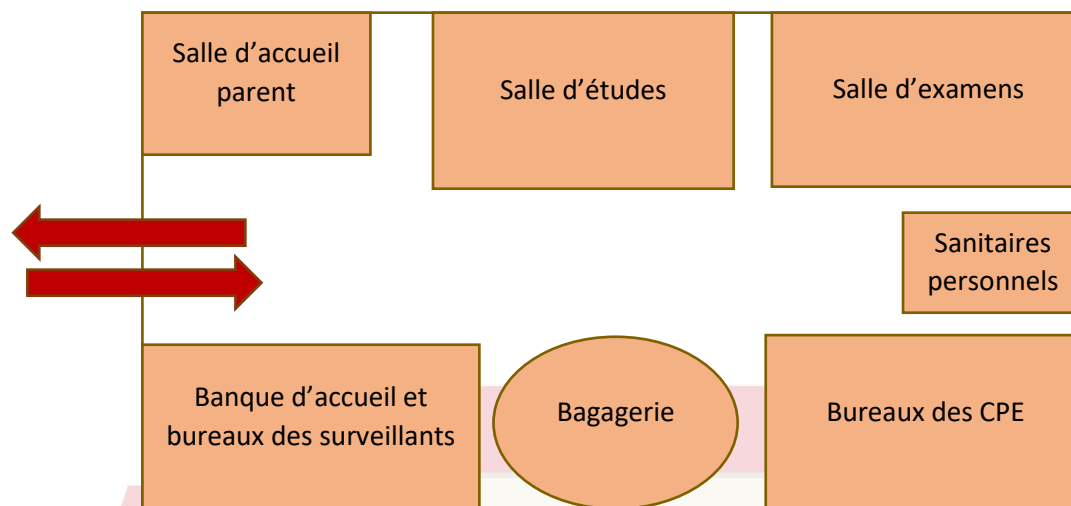 Salle d’accueil
parent
Salle d’études
Salle d’examens
Sanitaires
personnels
Banque d’accueil et
bureaux des surveillants
Bagagerie
Bureaux des CPE